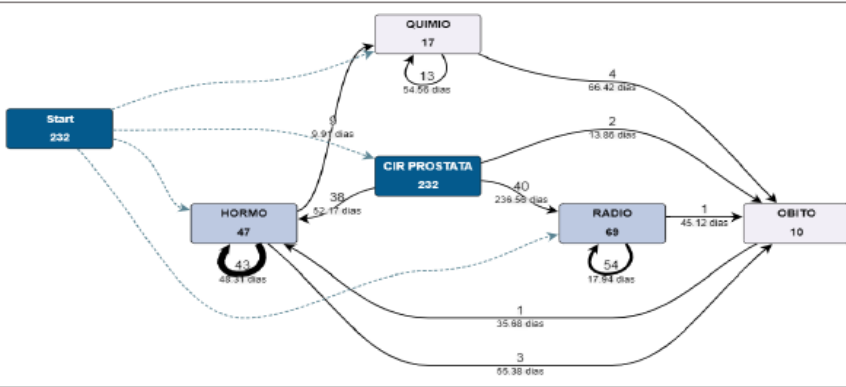 QUIMIO
17
13
54.56 dias
4
66.42 dias
Start
232
9
9.91 dias
2
13.86 dias
CIR PROSTATA
232
38
52.17 dias
40
236.56 dias
HORMO
47
43
48.31 dias
RADIO
69
54
17.94 dias
1
45.12 dias
OBITO
10
1
35.68 dias
3
55.38 dias